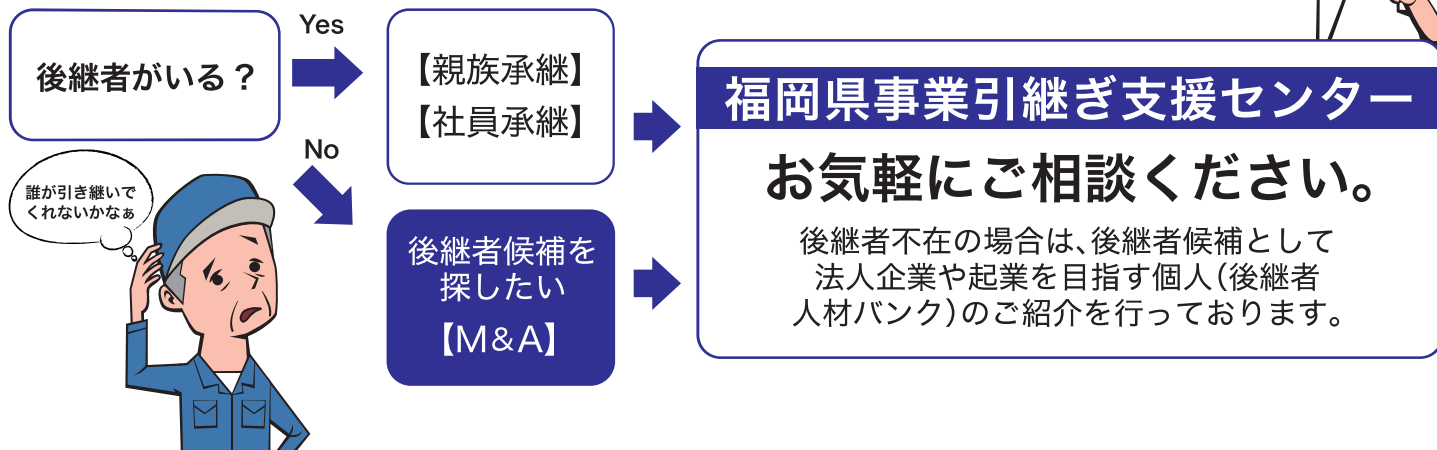 後継者がいる？
Yes
【親族承継】
【社員承継】
No
誰が引き継いで
くれないかなぁ
後継者候補を
探したい
【M＆A】
福岡県事業引継ぎ支援センター
お気軽にご相談ください。
後継者不在の場合は、後継者候補として
法人企業や起業を目指す個人（後継者
人材バンク）のご紹介を行っております。